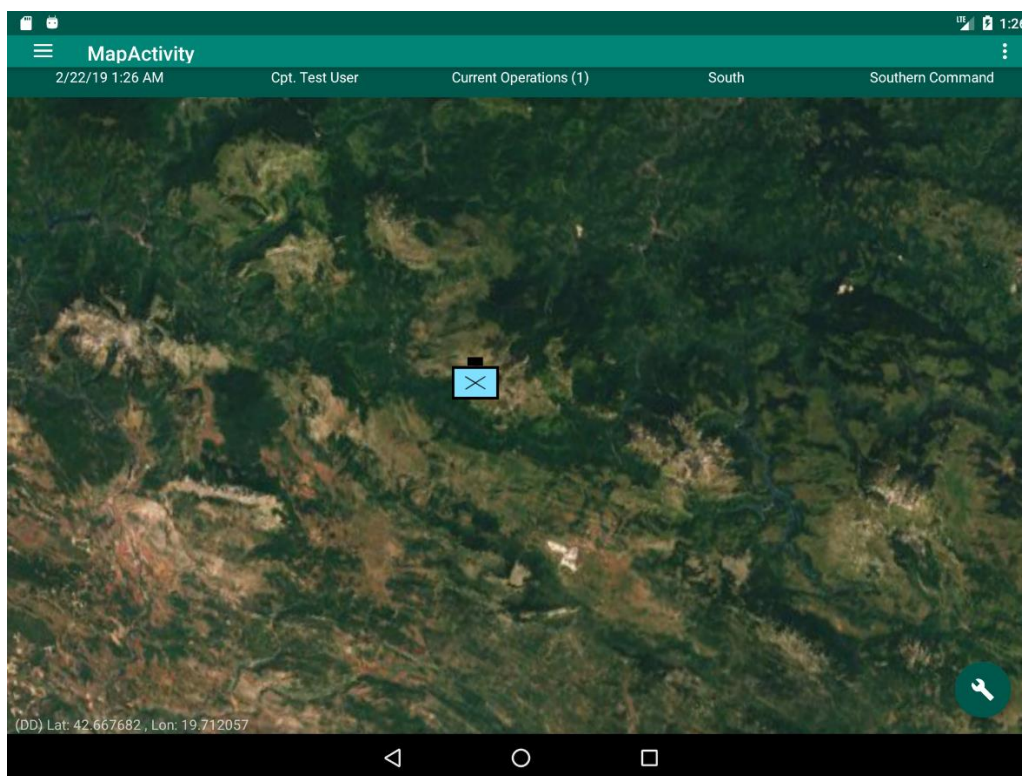 LTE 1:26
MapActivity
2/22/19 1:26 AM Cpt. Test User Current Operations (1) South Southern Command
(DD) Lat: 42.667682 , Lon: 19.712057